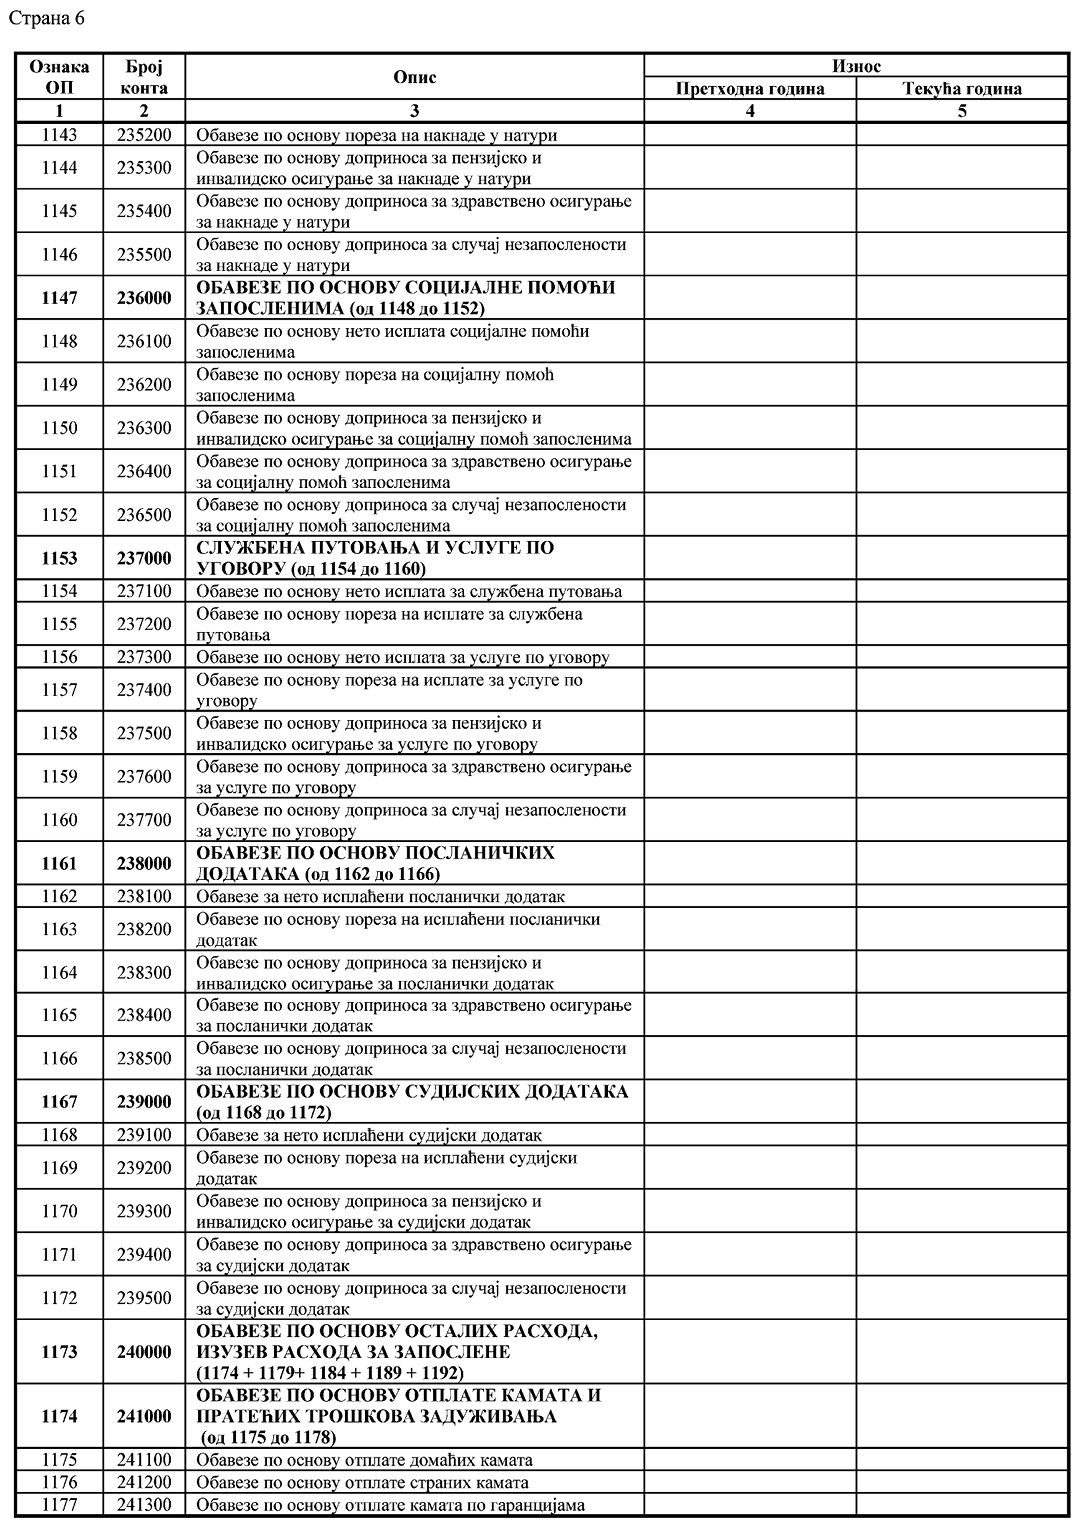 Страна 6
Ознака ОП Број конта Опис Износ
Претходна година Текућа година
1 2 3 4 5
1143 235200 Обавезе по основу пореза на накнаде у натури
1144 235300 Обавезе по основу доприноса за пензијско и
инвалидско осигурање за накнаде у натури
1145 235400 Обавезе по основу доприноса за здравствено осигурање
за накнаде у натури
1146 235500 Обавезе по основу доприноса за случај незапослености
за накнаде у натури
1147 236000 ОБАВЕЗЕ ПО ОСНОВУ СОЦИЈАЛНЕ ПОМОЋИ
ЗАПОСЛЕНИМА (од 1148 до 1152)
1148 236100 Обавезе по основу нето исплата социјалне помоћи
запосленима
1149 236200 Обавезе по основу пореза на социјалну помоћ
запосленима
1150 236300 Обавезе по основу доприноса за пензијско и
инвалидско осигурање за социјалну помоћ запосленима
1151 236400 Обавезе по основу доприноса за здравствено осигурање
за социјалну помоћ запосленима
1152 236500 Обавезе по основу доприноса за случај незапослености
за социјалну помоћ запосленима
1153 237000 СЛУЖБЕНА ПУТОВАЊА И УСЛУГЕ ПО
УГОВОРУ (од 1154 до 1160)
1154 237100 Обавезе по основу нето исплата за службена путовања
1155 237200 Обавезе по основу пореза на исплате за службена
путовања
1156 237300 Обавезе по основу нето исплата за услуге по уговору
1157 237400 Обавезе по основу пореза на исплате за услуге по
уговору
1158 237500 Обавезе по основу доприноса за пензијско и
инвалидско осигурање за услуге по уговору
1159 237600 Обавезе по основу доприноса за здравствено осигурање
за услуге по уговору
1160 237700 Обавезе по основу доприноса за случај незапослености
за услуге по уговору
1161 238000 ОБАВЕЗЕ ПО ОСНОВУ ПОСЛАНИЧКИХ
ДОДАТАКА (од 1162 до 1166)
1162 238100 Обавезе за нето исплаћени посланички додатак
1163 238200 Обавезе по основу пореза на исплаћени посланички
додатак
1164 238300 Обавезе по основу доприноса за пензијско и
инвалидско осигурање за посланички додатак
1165 238400 Обавезе по основу доприноса за здравствено осигурање
за посланички додатак
1166 238500 Обавезе по основу доприноса за случај незапослености
за посланички додатак
1167 239000 ОБАВЕЗЕ ПО ОСНОВУ СУДИЈСКИХ ДОДАТАКА
(од 1168 до 1172)
1168 239100 Обавезе за нето исплаћени судијски додатак
1169 239200 Обавезе по основу пореза на исплаћени судијски
додатак
1170 239300 Обавезе по основу доприноса за пензијско и
инвалидско осигурање за судијски додатак
1171 239400 Обавезе по основу доприноса за здравствено осигурање
за судијски додатак
1172 239500 Обавезе по основу доприноса за случај незапослености
за судијски додатак
1173 240000 ОБАВЕЗЕ ПО ОСНОВУ ОСТАЛИХ РАСХОДА,
ИЗУЗЕВ РАСХОДА ЗА ЗАПОСЛЕНЕ
(1174 + 1179+ 1184 + 1189 + 1192)
1174 241000 ОБАВЕЗЕ ПО ОСНОВУ ОТПЛАТЕ КАМАТА И
ПРАТЕЋИХ ТРОШКОВА ЗАДУЖИВАЊА
(од 1175 до 1178)
1175 241100 Обавезе по основу отплате домаћих камата
1176 241200 Обавезе по основу отплате страних камата
1177 241300 Обавезе по основу отплате камата по гаранцијама